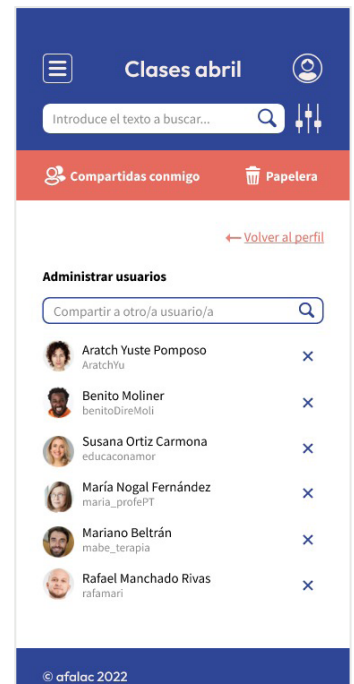 Clases abril
Introduce el texto a buscar...
Compartidas conmigo
Papelera
Volver al perfil
Administrar usuarios
Compartir a otro/a usuario/a
Aratch Yuste Pomposo
AratchYu
Benito Moliner
benitoDireMoli
Susana Ortiz Carmona
educaconamor
María Nogal Fernández
maria_profePT
Mariano Beltrán
mabe_terapia
Rafael Manchado Rivas
rafamari
© afalac 2022